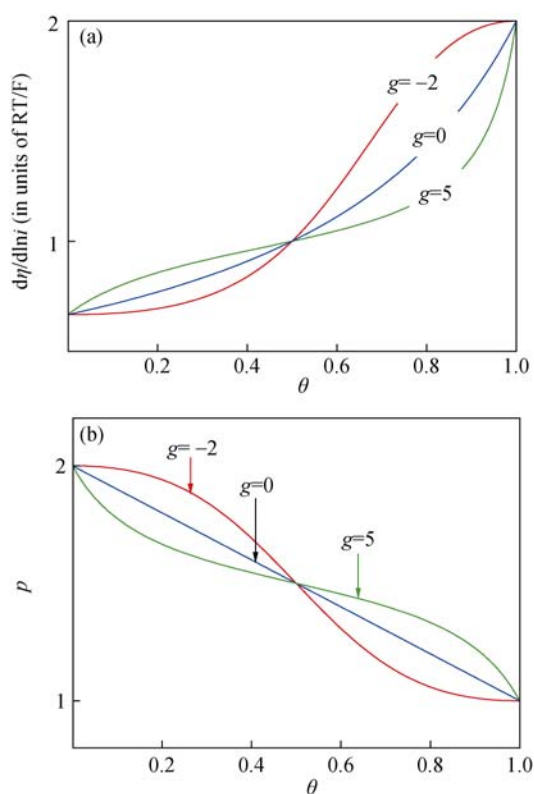 (a)
2
g= −2
g=0
g=5
1
dη/dlni (in units of RT/F)
0.2 0.4 0.6 0.8 1.0
θ
(b)
g= −2
2
g=0
g=5
p
1
0.2 0.4 0.6 0.8 1.0
θ